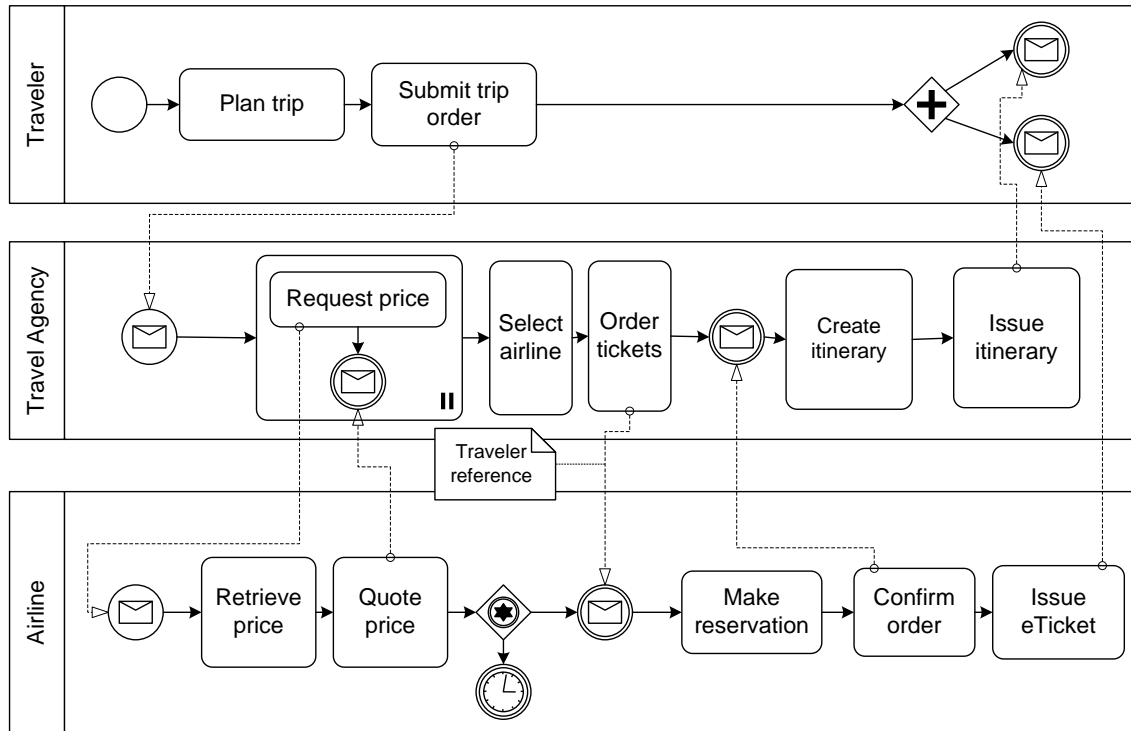 Traveler
Plan trip
Submit trip
order
Travel Agency
Request price
Select
airline
Order
tickets
Create
itinerary
Issue
itinerary
Traveler
reference
Airline
Retrieve
price
Quote
price
Make
reservation
Confirm
order
Issue
eTicket